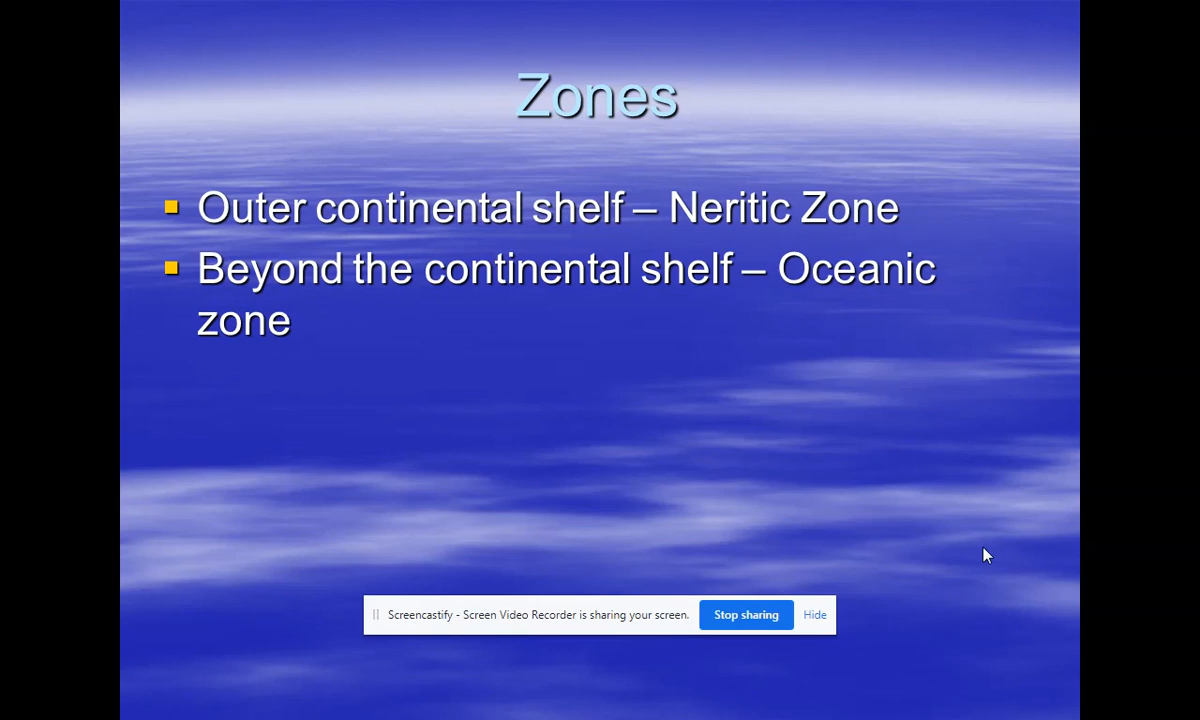 Zones
Outer continental shelf – Neritic Zone
Beyond the continental shelf – Oceanic
zone
Screencastify - Screen Video Recorder is sharing your screen. Stop sharing Hide